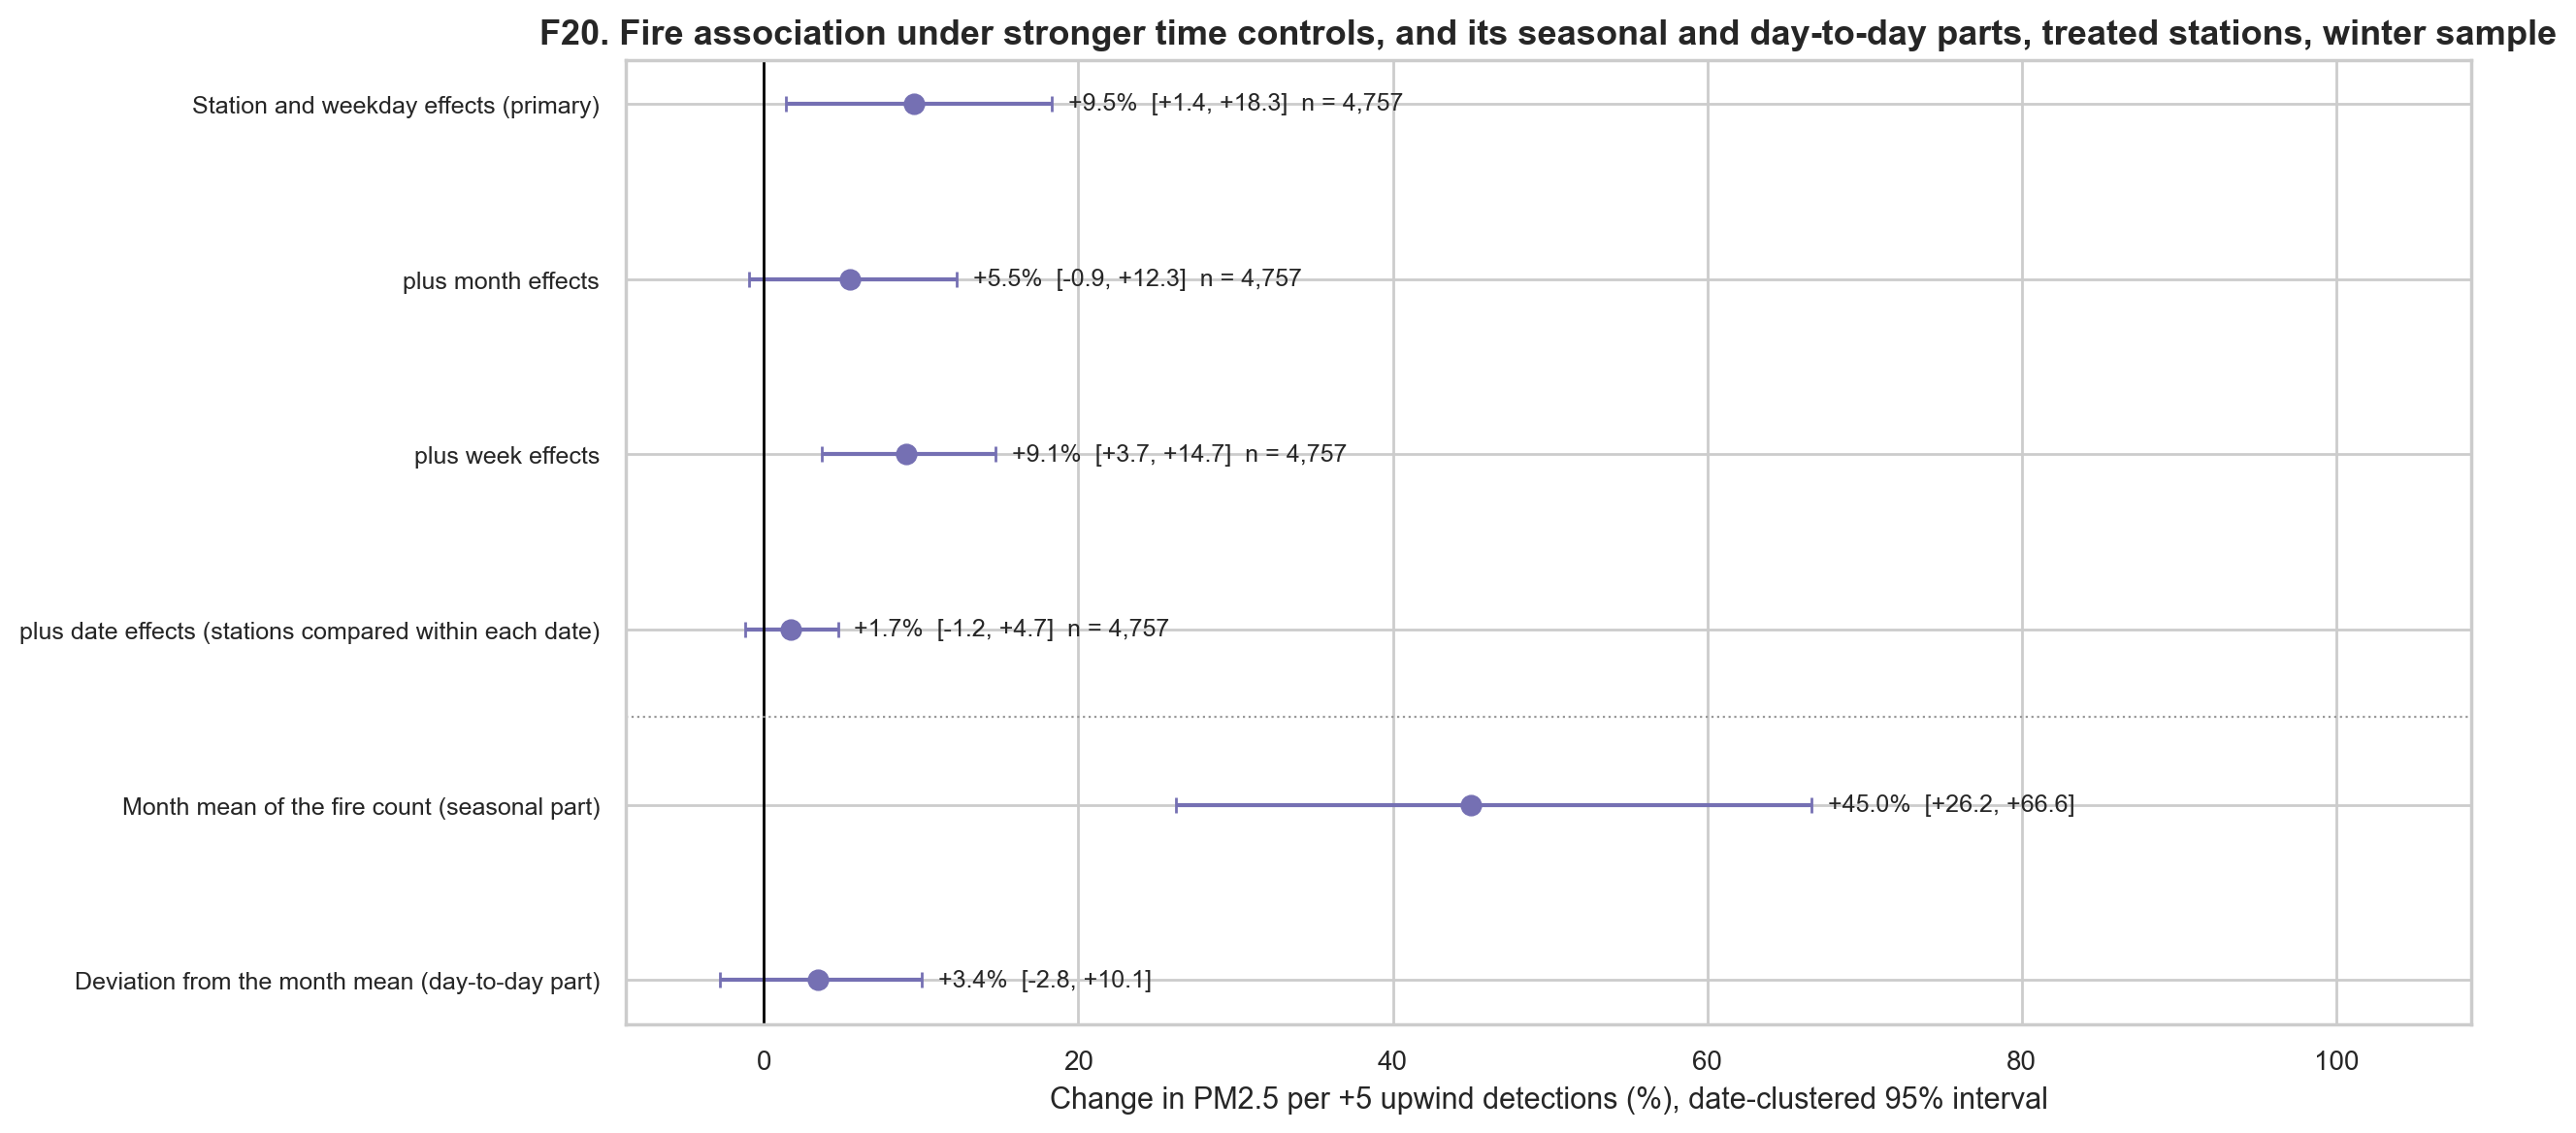 F20. Fire association under stronger time controls, and its seasonal and day-to-day parts, treated stations, winter sample
Station and weekday effects (primary)
+9.5% [+1.4, +18.3] n = 4,757
plus month effects
+5.5% [-0.9, +12.3] n = 4,757
plus week effects
+9.1% [+3.7, +14.7] n = 4,757
plus date effects (stations compared within each date)
+1.7% [-1.2, +4.7] n = 4,757
Month mean of the fire count (seasonal part)
+45.0% [+26.2, +66.6]
Deviation from the month mean (day-to-day part)
+3.4% [-2.8, +10.1]
0 20 40 60 80 100
Change in PM2.5 per +5 upwind detections (%), date-clustered 95% interval